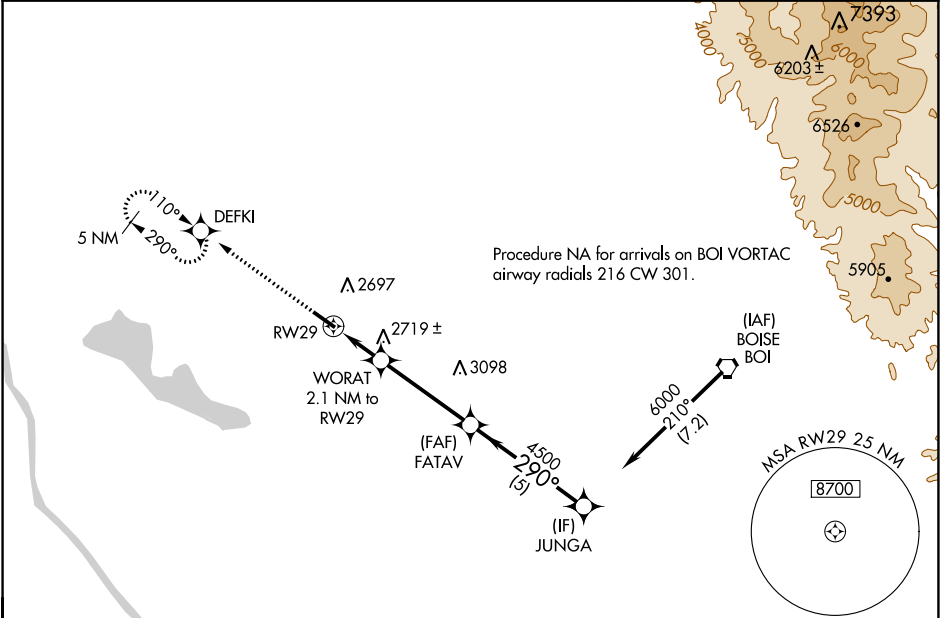 7393
4000
5000
6000
6203 ±
6526
5000
5905
110°
DEFKI
5 NM
290°
Procedure NA for arrivals on BOI VORTAC
airway radials 216 CW 301.
2697
RW29
2719 ±
(IAF)
BOISE
BOI
WORAT
2.1 NM to
RW29
3098
6000
210°
(7.2)
(FAF)
FATAV
4500
290°
(5)
(IF)
JUNGA
MSA RW29 25 NM
8700